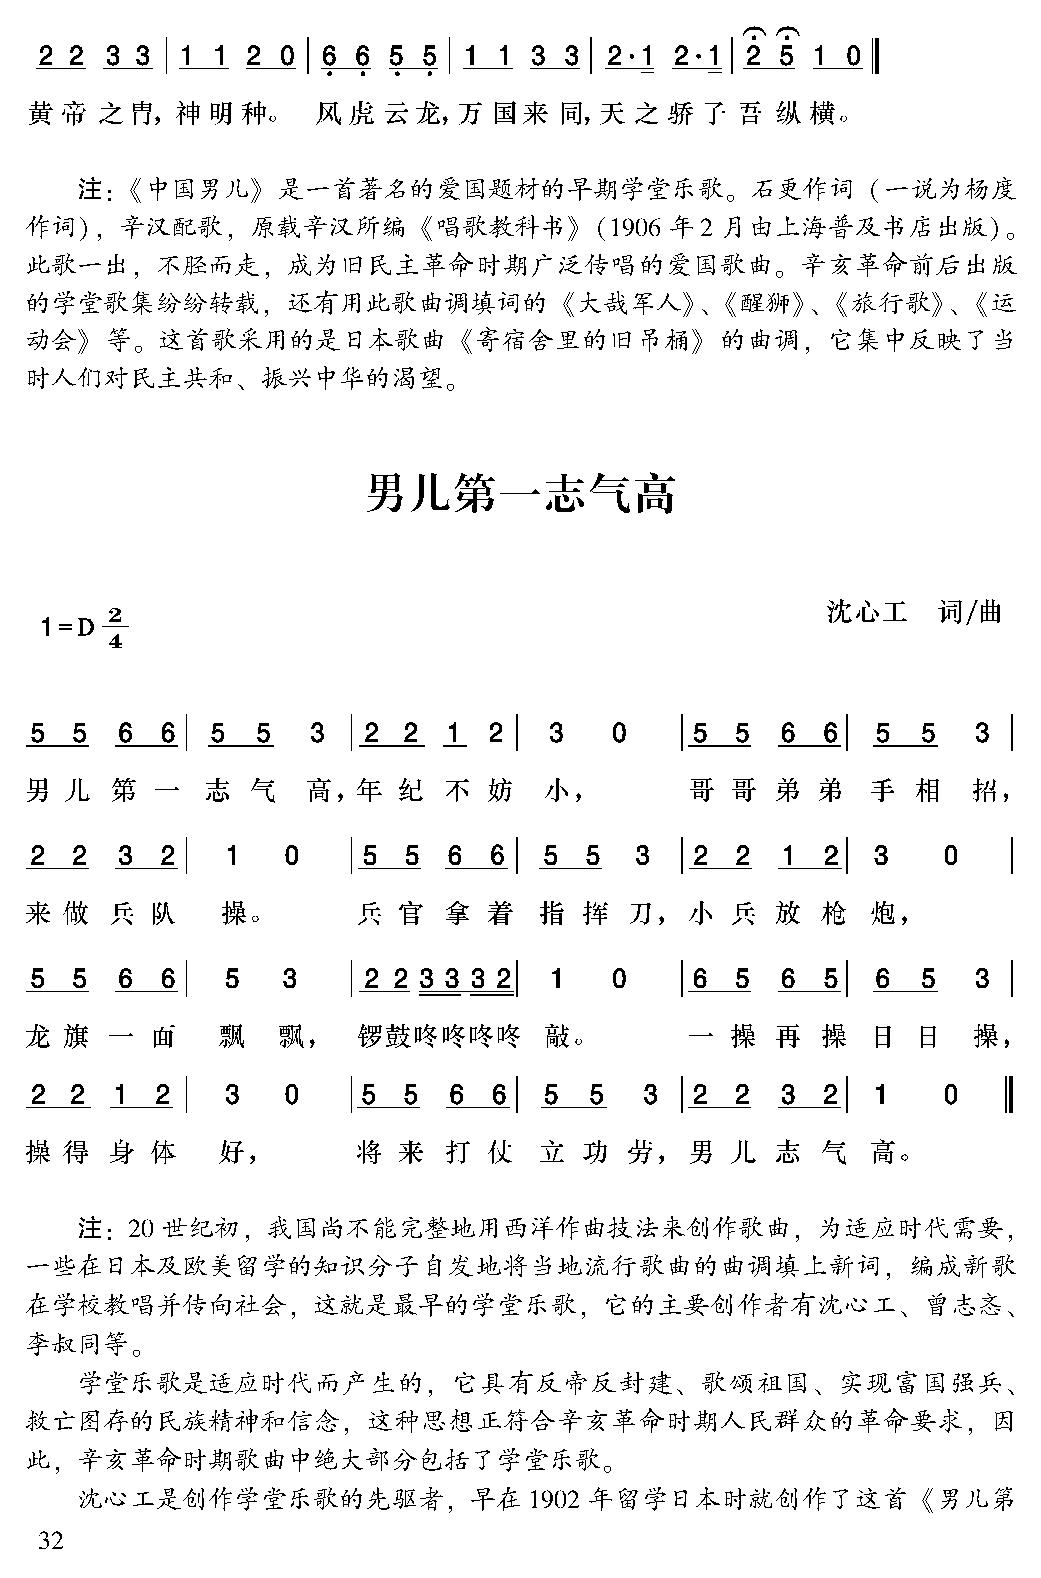 2 2 3 3 | 1 1 2 0 | 6 6 5 5 | 1 1 3 3 | 2·1 2·1 | 2 5 1 0 ‖
黄帝之胄，神明种。 风虎云龙，万国来同，天之骄子吾纵横。
注：《中国男儿》是一首著名的爱国题材的早期学堂乐歌。石更作词（一说为杨度
作词），辛汉配歌，原载辛汉所编《唱歌教科书》（1906年2月由上海普及书店出版）。
此歌一出，不胫而走，成为旧民主革命时期广泛传唱的爱国歌曲。辛亥革命前后出版
的学堂歌集纷纷转载，还有用此歌曲调填词的《大哉军人》、《醒狮》、《旅行歌》、《运
动会》等。这首歌采用的是日本歌曲《寄宿舍里的旧吊桶》的曲调，它集中反映了当
时人们对民主共和、振兴中华的渴望。
男儿第一志气高
1=D 2/4
沈心工 词/曲
5 5 6 6 | 5 5 3 | 2 2 1 2 | 3 0 | 5 5 6 6 | 5 5 3 |
男儿第一志气高，年纪不妨小， 哥哥弟弟手相招，
2 2 3 2 | 1 0 | 5 5 6 6 | 5 5 3 | 2 2 1 2 | 3 0 |
来做兵队操。 兵官拿着指挥刀，小兵放枪炮，
5 5 6 6 | 5 3 | 2 2 3 3 3 2 | 1 0 | 6 5 6 5 | 6 5 3 |
龙旗一面飘飘，锣鼓咚咚咚咚敲。 一操再操日日操，
2 2 1 2 | 3 0 | 5 5 6 6 | 5 5 3 | 2 2 3 2 | 1 0 ‖
操得身体好， 将来打仗立功劳，男儿志气高。
注：20世纪初，我国尚不能完整地用西洋作曲技法来创作歌曲，为适应时代需要，
一些在日本及欧美留学的知识分子自发地将当地流行歌曲的曲调填上新词，编成新歌
在学校教唱并传向社会，这就是最早的学堂乐歌，它的主要创作者有沈心工、曾志忞、
李叔同等。
学堂乐歌是适应时代而产生的，它具有反帝反封建、歌颂祖国、实现富国强兵、
救亡图存的民族精神和信念，这种思想正符合辛亥革命时期人民群众的革命要求，因
此，辛亥革命时期歌曲中绝大部分包括了学堂乐歌。
沈心工是创作学堂乐歌的先驱者，早在1902年留学日本时就创作了这首《男儿第
32